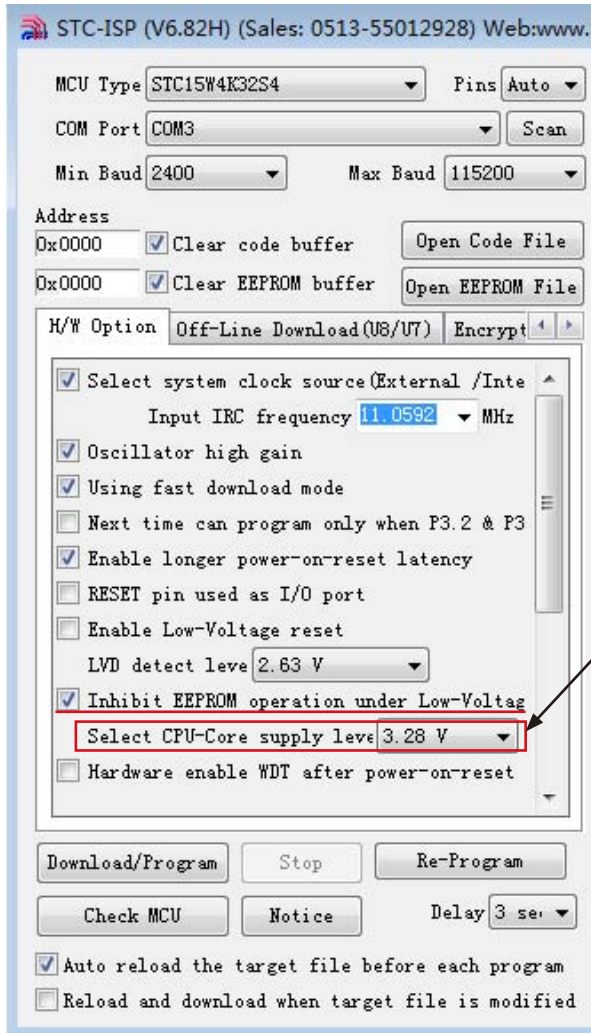 STC-ISP (V6.82H) (Sales: 0513-55012928) Web:www.
MCU Type STC15W4K32S4 Pins Auto
COM Port COM3 Scan
Min Baud 2400 Max Baud 115200
Address
0x0000 Clear code buffer Open Code File
0x0000 Clear EEPROM buffer Open EEPROM File
H/W Option Off-Line Download(U8/U7) Encrypt
Select system clock source(External /Inte
Input IRC frequency 11.0592 MHz
Oscillator high gain
Using fast download mode
Next time can program only when P3.2 & P3
Enable longer power-on-reset latency
RESET pin used as I/O port
Enable Low-Voltage reset
LVD detect leve 2.63 V
Inhibit EEPROM operation under Low-Voltag
Select CPU-Core supply leve 3.28 V
Hardware enable WDT after power-on-reset
Download/Program Stop Re-Program
Check MCU Notice Delay 3 se
Auto reload the target file before each program
Reload and download when target file is modified